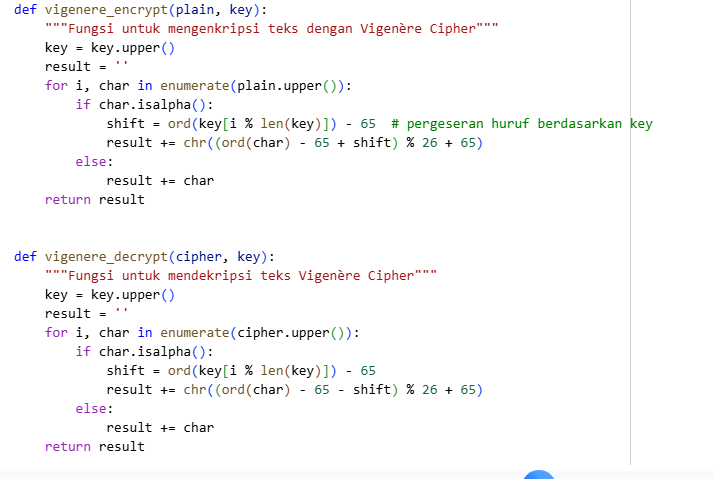 def vigenere_encrypt(plain, key):
    """Fungsi untuk mengenkripsi teks dengan Vigenère Cipher"""
    key = key.upper()
    result = ''
    for i, char in enumerate(plain.upper()):
        if char.isalpha():
            shift = ord(key[i % len(key)]) - 65  # pergeseran huruf berdasarkan key
            result += chr((ord(char) - 65 + shift) % 26 + 65)
        else:
            result += char
    return result

def vigenere_decrypt(cipher, key):
    """Fungsi untuk mendekripsi teks Vigenère Cipher"""
    key = key.upper()
    result = ''
    for i, char in enumerate(cipher.upper()):
        if char.isalpha():
            shift = ord(key[i % len(key)]) - 65
            result += chr((ord(char) - 65 - shift) % 26 + 65)
        else:
            result += char
    return result